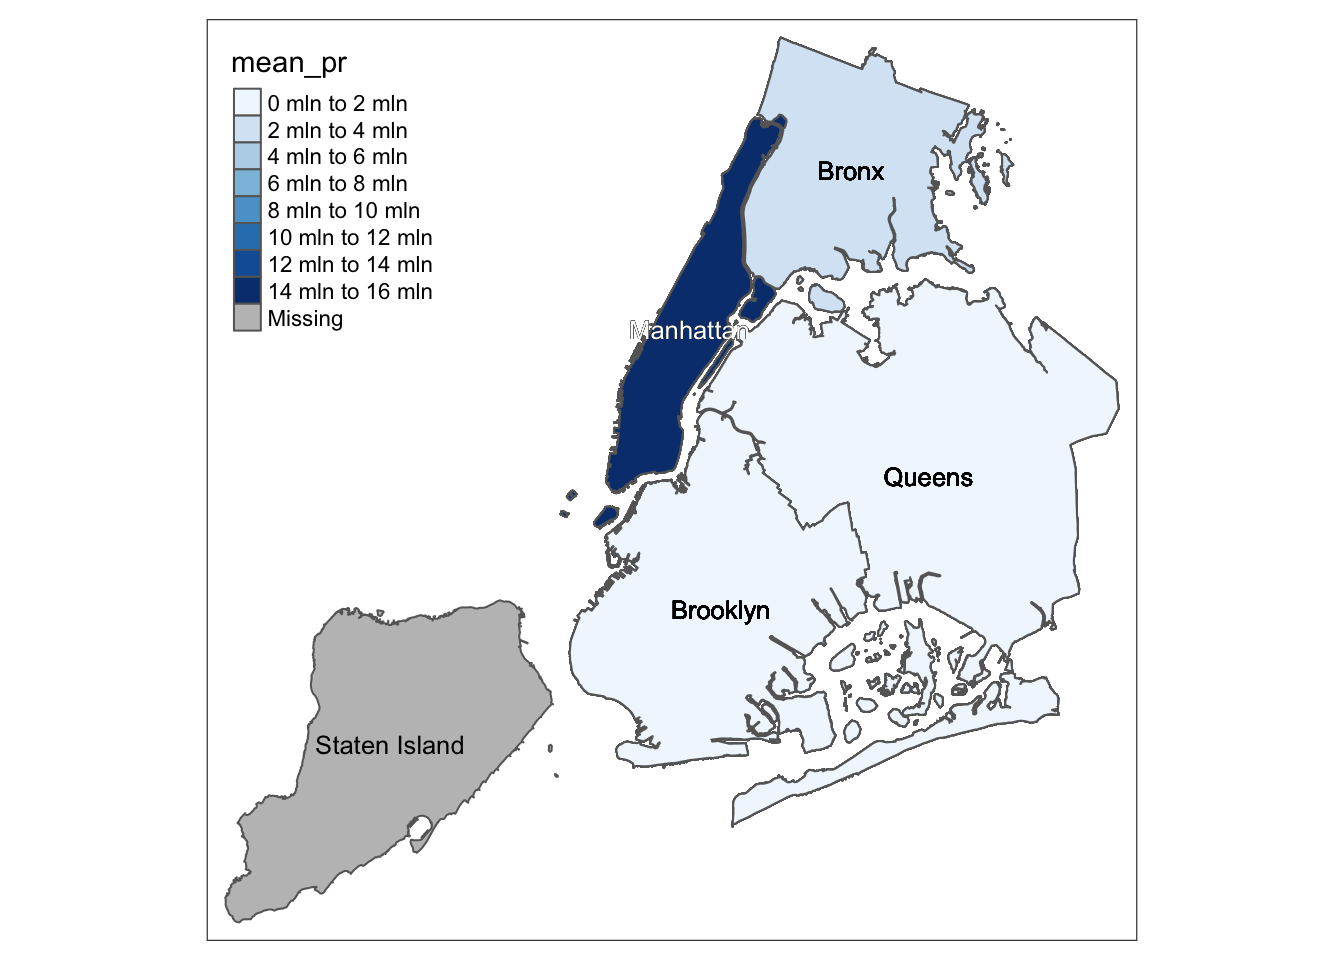 mean_pr
0 mln to 2 mln
2 mln to 4 mln
4 mln to 6 mln
6 mln to 8 mln
8 mln to 10 mln
10 mln to 12 mln
12 mln to 14 mln
14 mln to 16 mln
Missing
Bronx
Manhattan
Queens
Brooklyn
Staten Island